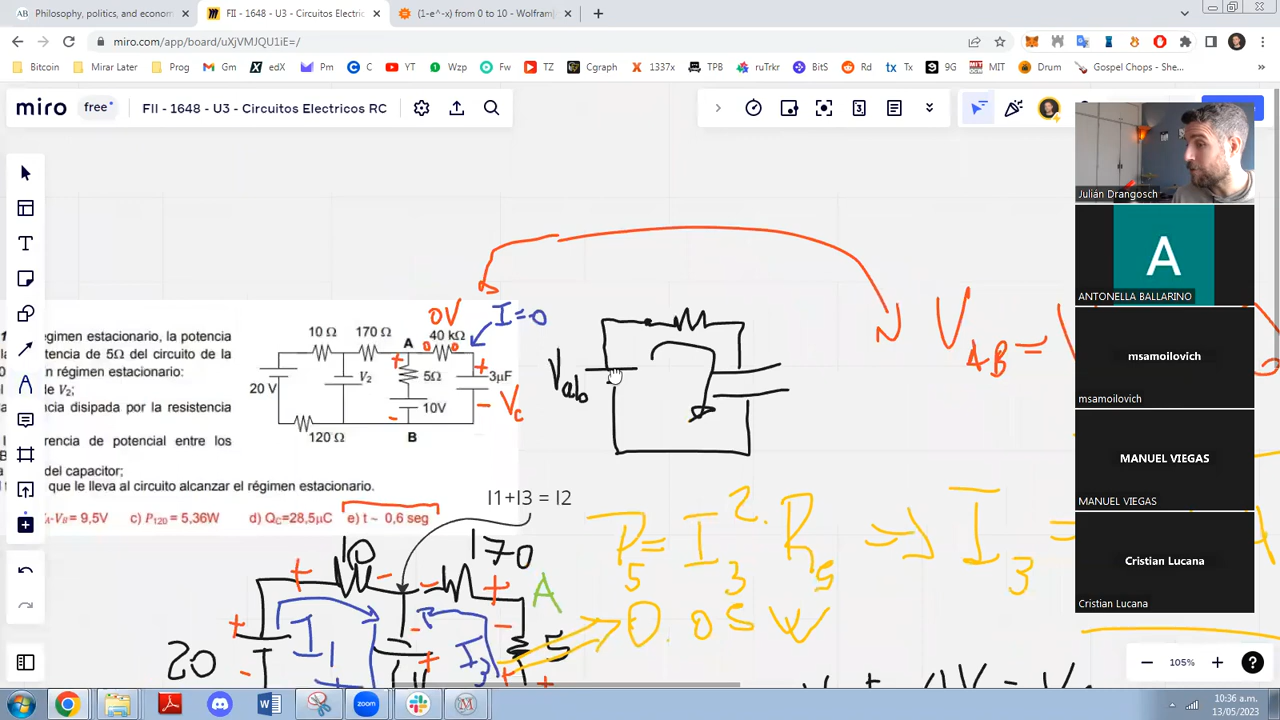 Philosophy, politics, and econom
FII - 1648 - U3 - Circuitos Electric
(1-e^-x) from 0 to 10 - Wolfram|
miro.com/app/board/uXjVMJQU1iE=/
Bitcoin
Mirar Later
Prog
Gm
edX
Pm
C
YT
Wzp
Fw
TZ
Cgraph
1337x
TPB
ruTrkr
BitS
Rd
Tx
9G
MIT
Drum
Gospel Chops - She...
miro free
FII - 1648 - U3 - Circuitos Electricos RC
Julián Drangosch
A
ANTONELLA BALLARINO
msamoilovich
msamoilovich
MANUEL VIEGAS
MANUEL VIEGAS
Cristian Lucana
Cristian Lucana
0V
I=0
V AB = V
égimen estacionario, la potencia
tencia de 5Ω del circuito de la
n régimen estacionario:
e V₂;
otencia disipada por la resistencia
rencia de potencial entre los
del capacitor;
que le lleva al circuito alcanzar el régimen estacionario.
-V_B = 9,5V c) P₁₂₀ = 5,36W d) Q_C=28,5μC e) t ~ 0,6 seg
10 Ω
170 Ω
A
40 kΩ
20 V
V₂
5Ω
3μF
10V
Vc
120 Ω
B
Vab
I1+I3 = I2
P5 = I3². R5 => I3 =
0.05 W
10
170
A
I1
I3
5
20
105%
10:36 a.m.
13/05/2023